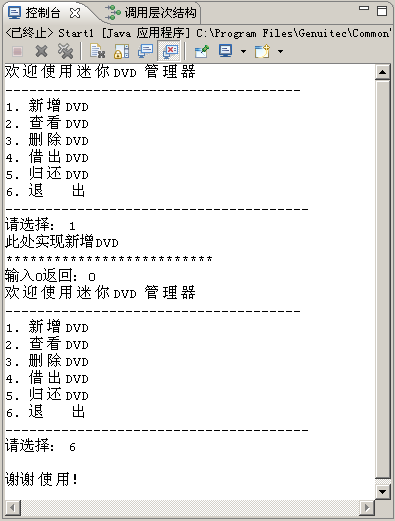 控制台 调用层次结构
<已终止> Start1 [Java 应用程序] C:\Program Files\Genuitec\Common'
欢迎使用迷你DVD 管理器
-------------------------------------
1. 新增DVD
2. 查看DVD
3. 删除DVD
4. 借出DVD
5. 归还DVD
6. 退 出
--------------------------------------
请选择: 1
此处实现新增DVD
**************************
输入0返回: 0
欢迎使用迷你DVD 管理器
-------------------------------------
1. 新增DVD
2. 查看DVD
3. 删除DVD
4. 借出DVD
5. 归还DVD
6. 退 出
--------------------------------------
请选择: 6
谢谢使用!